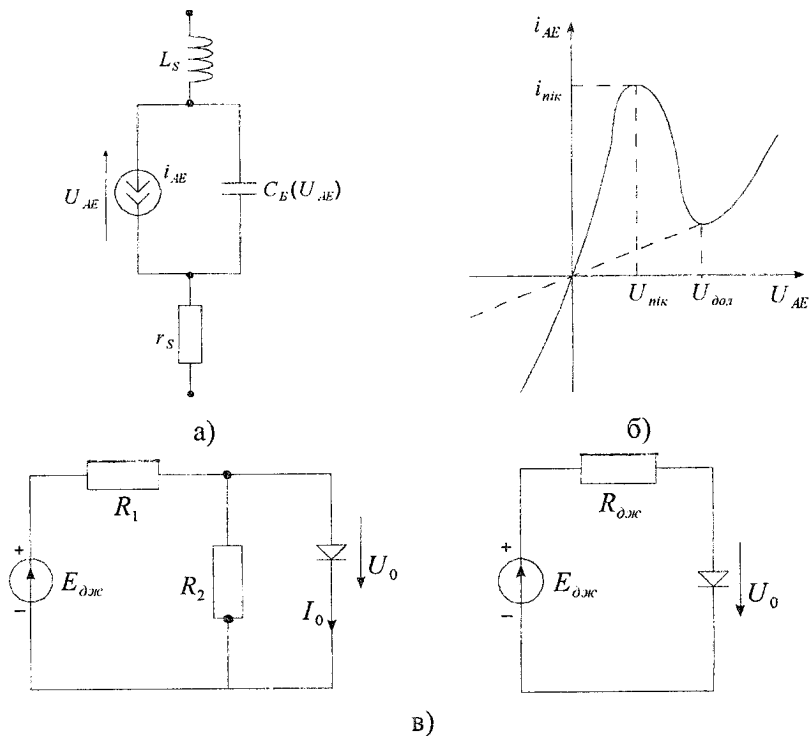 L_S
i_AE
U_AE
C_Б(U_AE)
r_S
а)
i_AE
i_пік
U_пік
U_дол
U_AE
б)
R_1
+
E_дж
−
R_2
I_0
U_0
R_дж
+
E_дж
−
U_0
в)